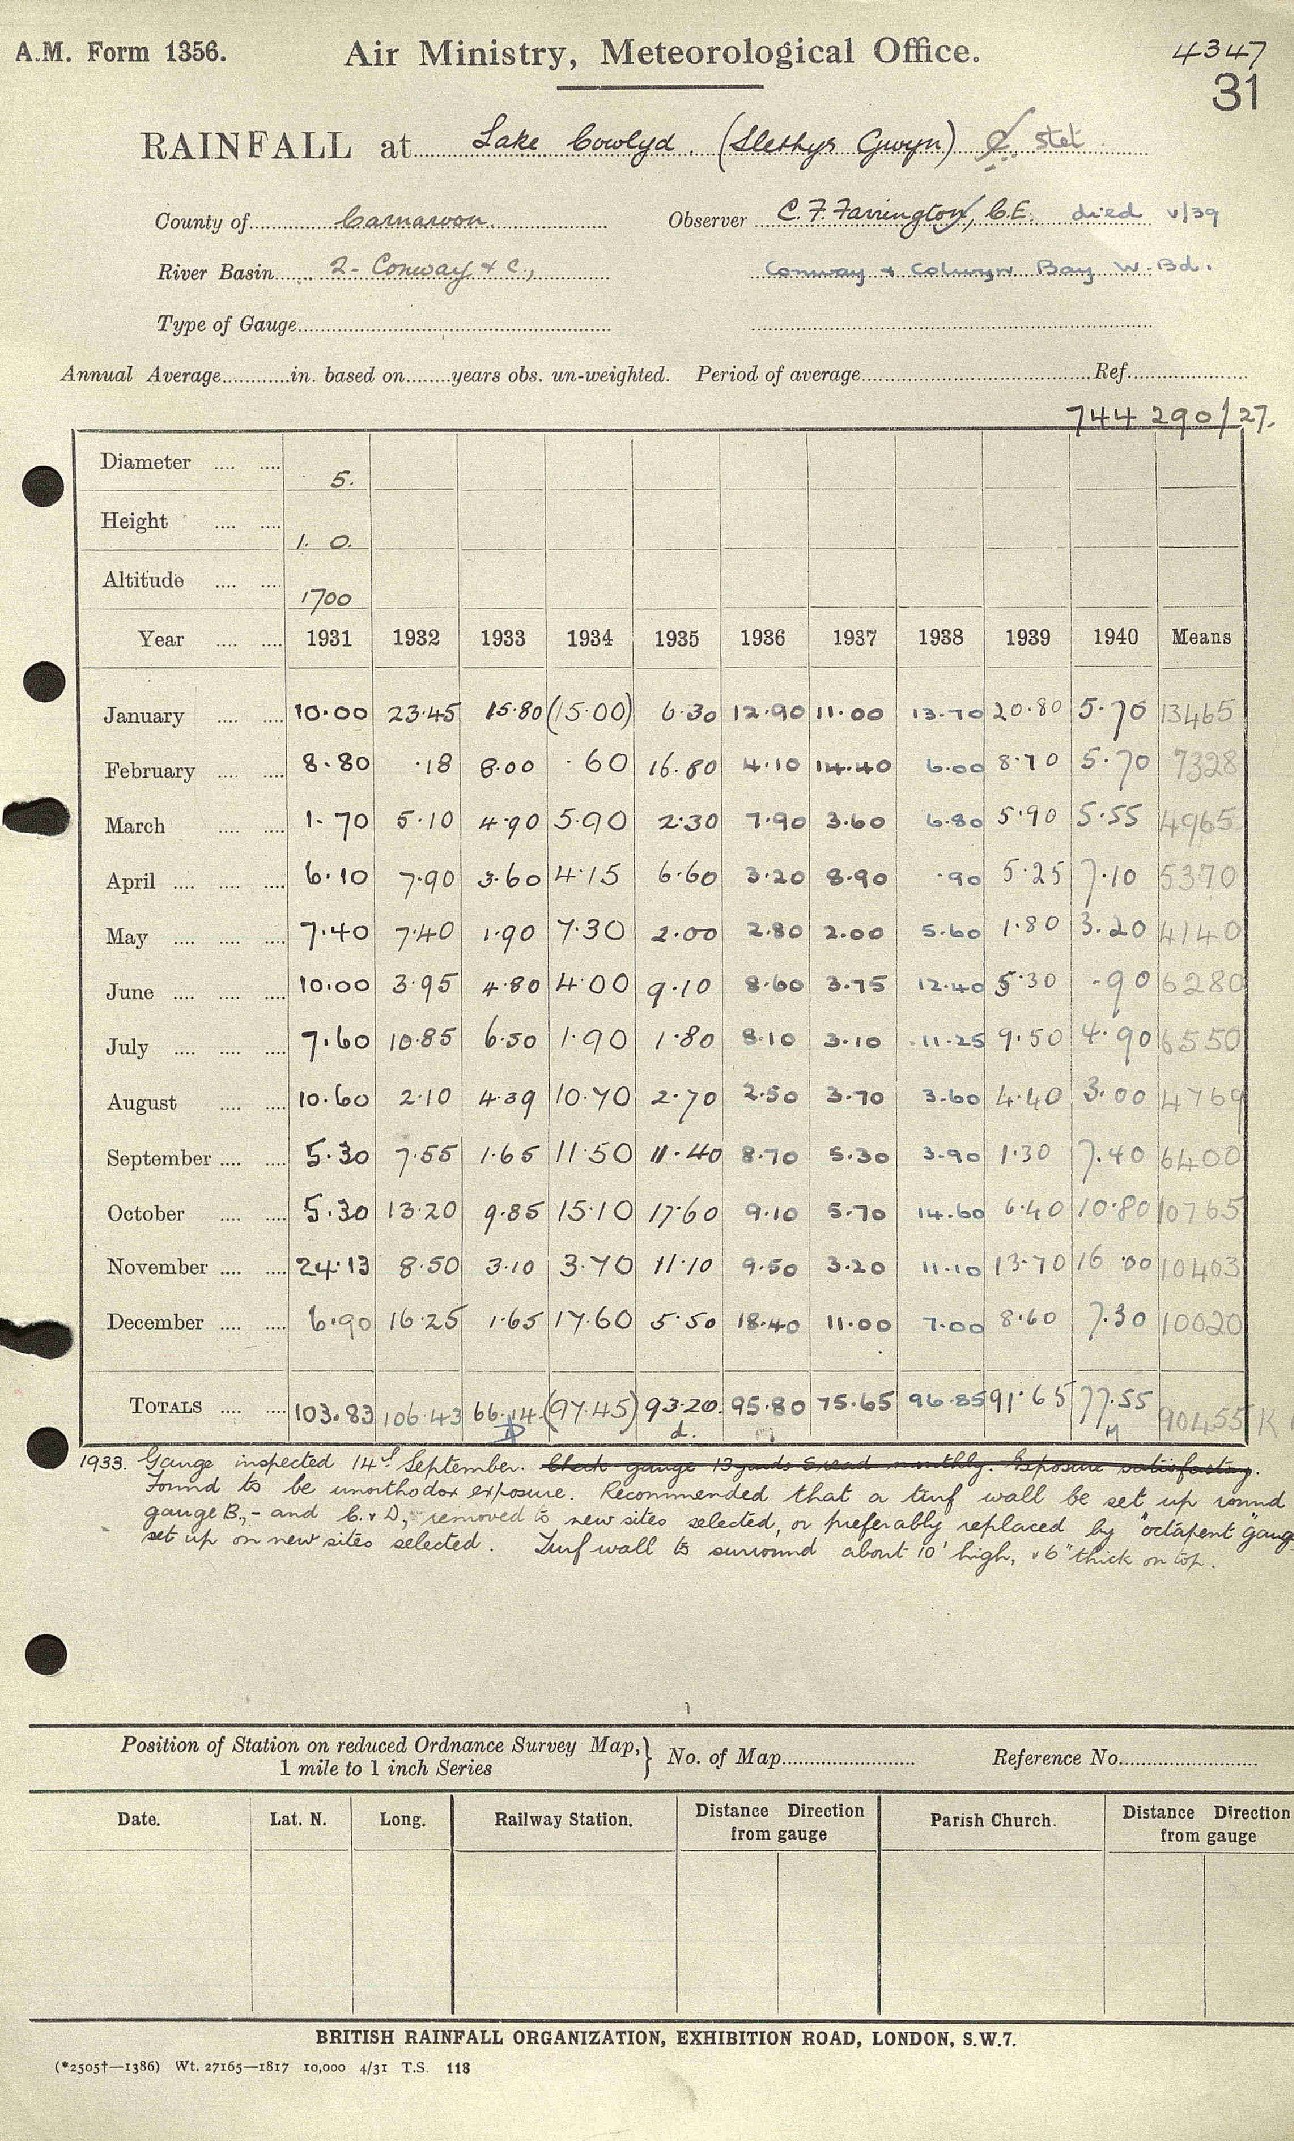 A.M. Form 1356. Air Ministry, Meteorological Office. 4347
31
RAINFALL at Lake Cowlyd. (Llethyr Gwyn) C stet
County of Carnarvon. Observer C. F. Farrington, C.E. died v/39
River Basin 2- Conway & c., Conway & Colwyn Bay W. Bd.
Type of Gauge
Annual Average in. based on years obs. un-weighted. Period of average Ref.
744 290/27.
Diameter 5.
Height 1. 0.
Altitude 1700
Year 1931 1932 1933 1934 1935 1936 1937 1938 1939 1940 Means
January 10.00 23.45 15.80 (15.00) 6.30 12.90 11.00 13.70 20.80 5.70 13465
February 8.80 .18 8.00 .60 16.80 4.10 14.40 6.00 8.70 5.70 7328
March 1.70 5.10 4.90 5.90 2.30 7.90 3.60 6.80 5.90 5.55 4965
April 6.10 7.90 3.60 4.15 6.60 3.20 8.90 .90 5.25 7.10 5370
May 7.40 7.40 1.90 7.30 2.00 2.80 2.00 5.60 1.80 3.20 4140
June 10.00 3.95 4.80 4.00 9.10 8.60 3.75 12.40 5.30 .90 6280
July 7.60 10.85 6.50 1.90 1.80 8.10 3.10 11.25 9.50 4.90 6550
August 10.60 2.10 4.39 10.70 2.70 2.50 3.70 3.60 4.40 3.00 4769
September 5.30 7.55 1.65 11.50 11.40 8.70 5.30 3.90 1.30 7.40 6400
October 5.30 13.20 9.85 15.10 17.60 9.10 5.70 14.60 6.40 10.80 10765
November 24.13 8.50 3.10 3.70 11.10 9.50 3.20 11.10 13.70 16.00 10403
December 6.90 16.25 1.65 17.60 5.50 18.40 11.00 7.00 8.60 7.30 10020
TOTALS 103.83 106.43 66.14 (97.45) 93.20 95.80 75.65 96.85 91.65 77.55 90455 K
d.
1933. Gauge inspected 14th September. Check gauge 13 yards S. read monthly. Exposure satisfactory.
Found to be unorthodox exposure. Recommended that a turf wall be set up round
gauge B, - and C. & D, removed to new sites selected, or preferably replaced by "octapent" gauge
set up on new sites selected. Turf wall to surround about 10' high, & 6" thick on top.
Position of Station on reduced Ordnance Survey Map, 1 mile to 1 inch Series } No. of Map Reference No.
Date. Lat. N. Long. Railway Station. Distance Direction from gauge Parish Church. Distance Direction from gauge
BRITISH RAINFALL ORGANIZATION, EXHIBITION ROAD, LONDON, S.W.7.
(*2505†—1386) Wt. 27165—1817 10,000 4/31 T.S. 118